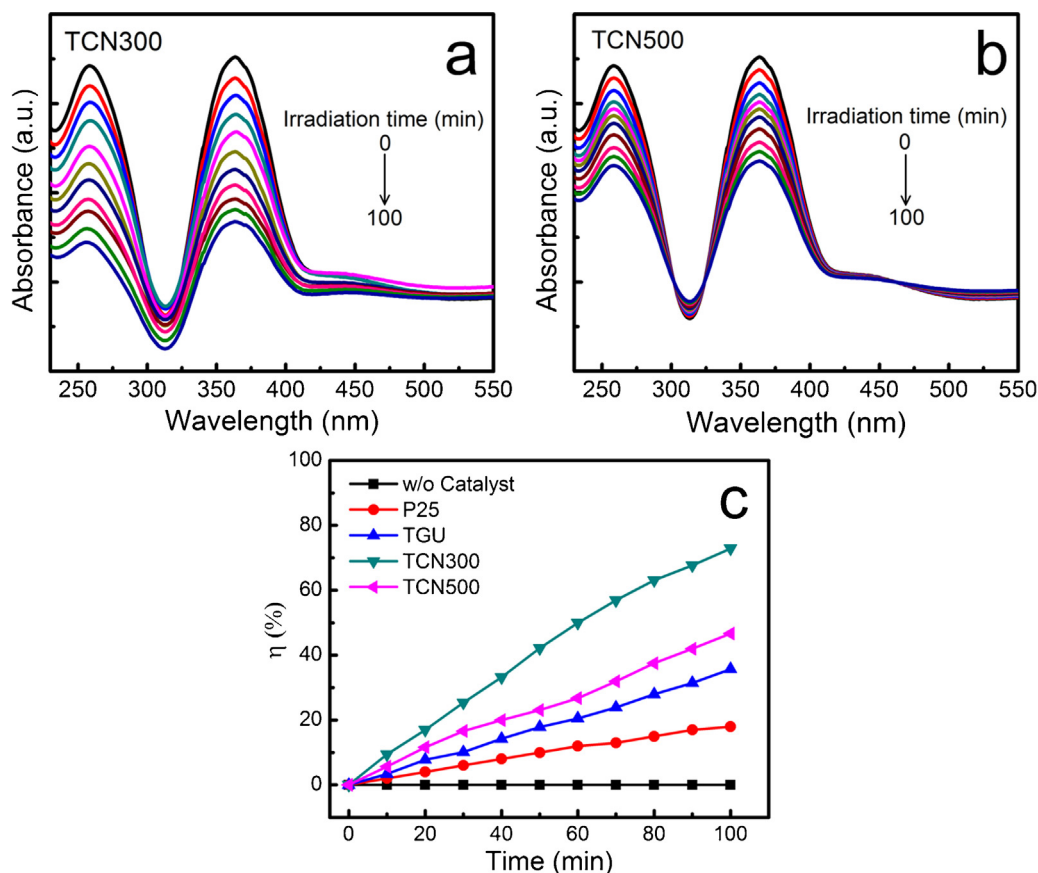 TCN300
a
Irradiation time (min)
0
100
Absorbance (a.u.)
250 300 350 400 450 500 550
Wavelength (nm)
TCN500
b
Irradiation time (min)
0
100
Absorbance (a.u.)
250 300 350 400 450 500 550
Wavelength (nm)
c
w/o Catalyst
P25
TGU
TCN300
TCN500
100
80
60
40
20
0
η (%)
0 20 40 60 80 100
Time (min)